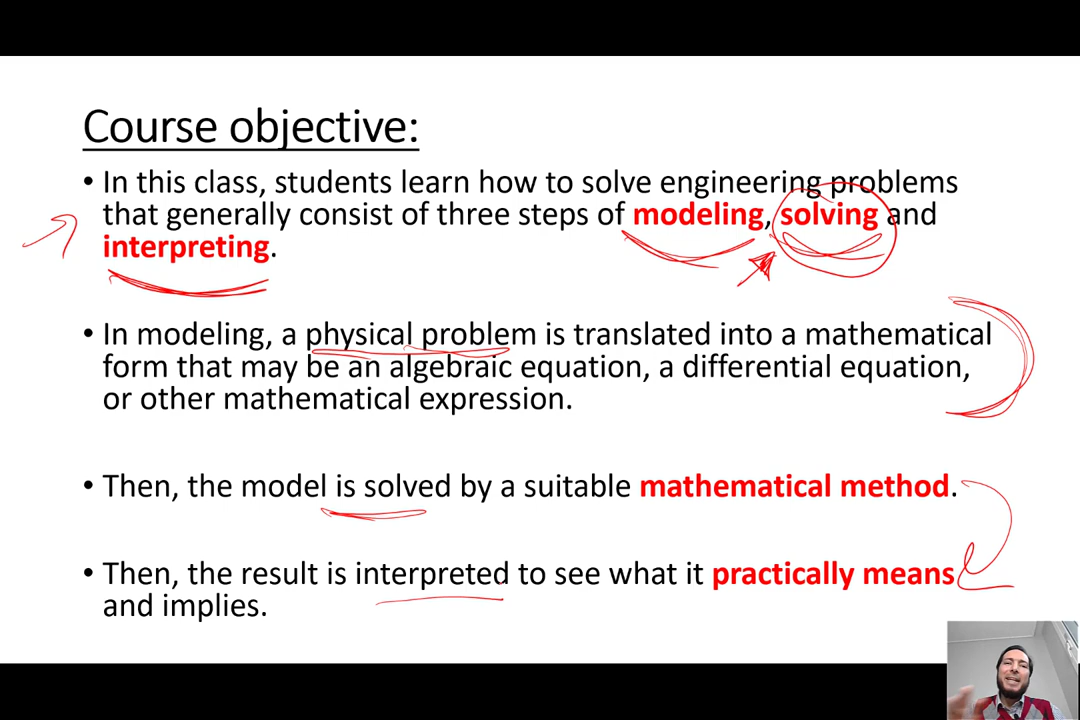 Course objective:
• In this class, students learn how to solve engineering problems
that generally consist of three steps of modeling, solving and
interpreting.
• In modeling, a physical problem is translated into a mathematical
form that may be an algebraic equation, a differential equation,
or other mathematical expression.
• Then, the model is solved by a suitable mathematical method.
• Then, the result is interpreted to see what it practically means
and implies.